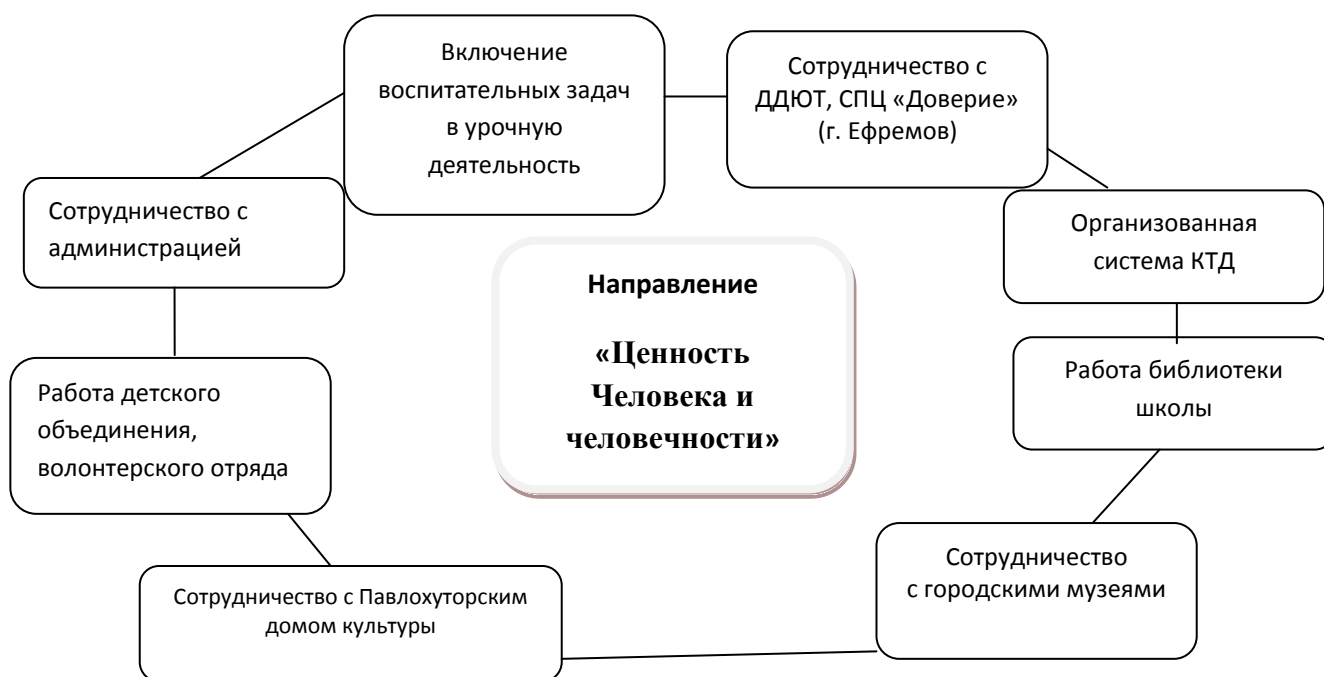 Включение
воспитательных задач
в урочную
деятельность
Сотрудничество с
ДДЮТ, СПЦ «Доверие»
(г. Ефремов)
Сотрудничество с
администрацией
Организованная
система КТД
Направление
«Ценность
Человека и
человечности»
Работа детского
объединения,
волонтерского отряда
Работа библиотеки
школы
Сотрудничество с Павлохуторским
домом культуры
Сотрудничество
с городскими музеями